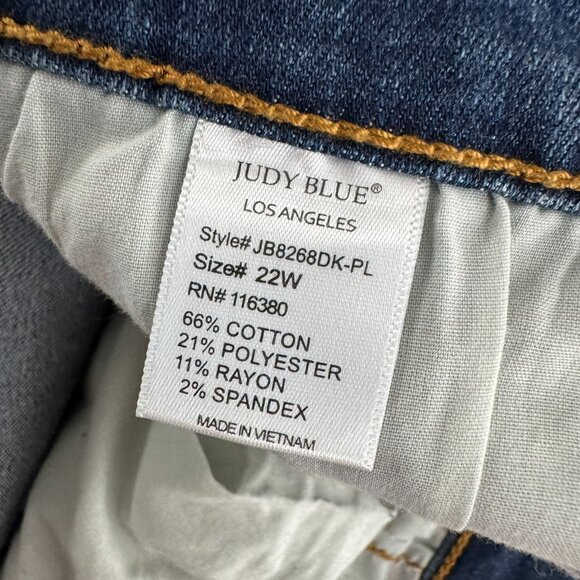 JUDY BLUE®
LOS ANGELES
Style# JB8268DK-PL
Size# 22W
RN# 116380
66% COTTON
21% POLYESTER
11% RAYON
2% SPANDEX
MADE IN VIETNAM